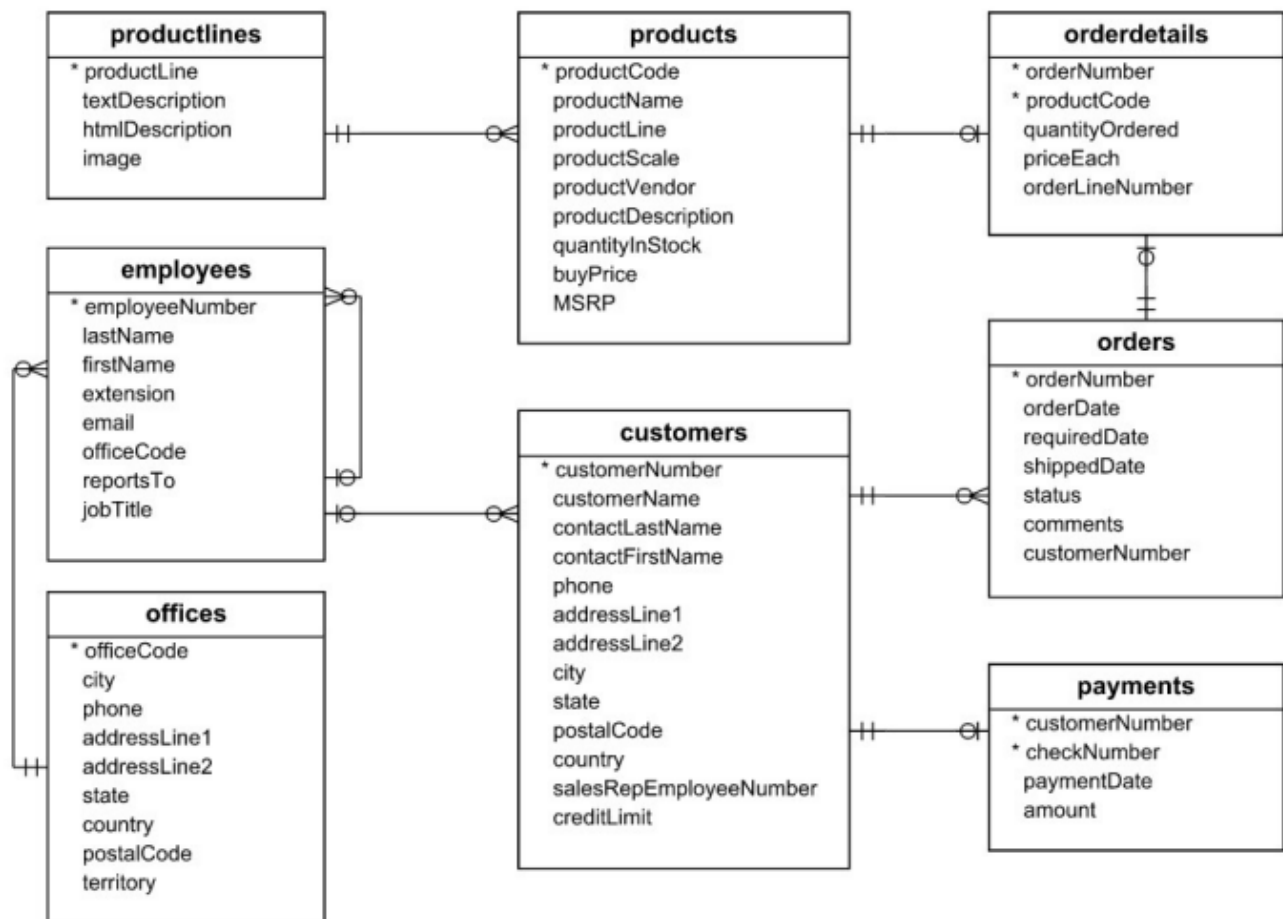 productlines
* productLine
textDescription
htmlDescription
image
products
* productCode
productName
productLine
productScale
productVendor
productDescription
quantityInStock
buyPrice
MSRP
orderdetails
* orderNumber
* productCode
quantityOrdered
priceEach
orderLineNumber
employees
* employeeNumber
lastName
firstName
extension
email
officeCode
reportsTo
jobTitle
customers
* customerNumber
customerName
contactLastName
contactFirstName
phone
addressLine1
addressLine2
city
state
postalCode
country
salesRepEmployeeNumber
creditLimit
orders
* orderNumber
orderDate
requiredDate
shippedDate
status
comments
customerNumber
offices
* officeCode
city
phone
addressLine1
addressLine2
state
country
postalCode
territory
payments
* customerNumber
* checkNumber
paymentDate
amount